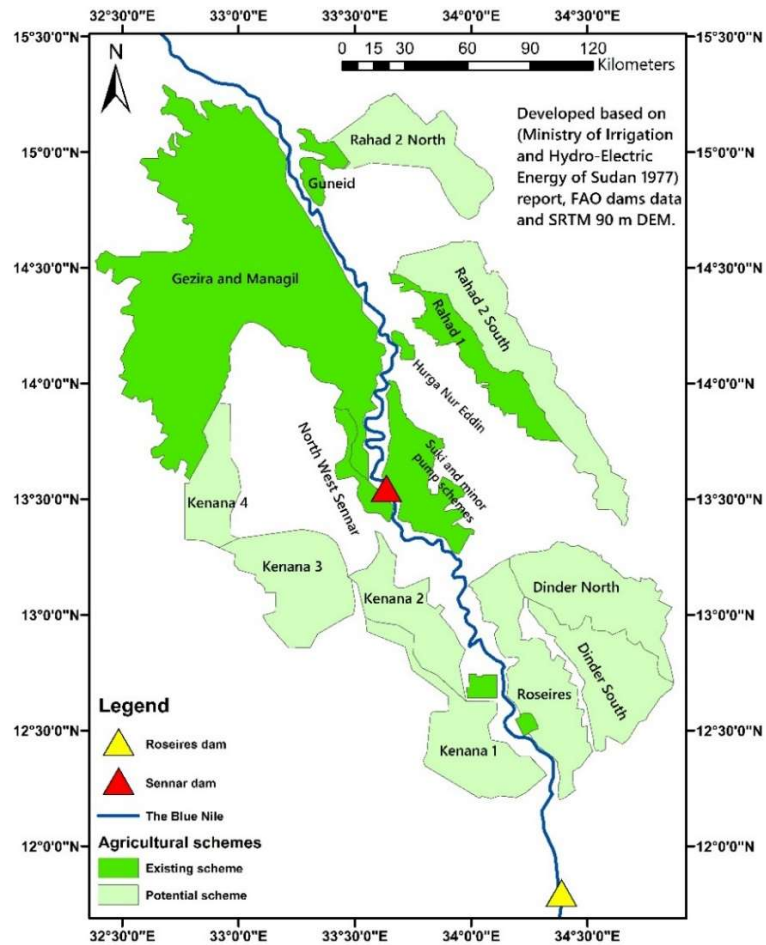 32°30'0"E 33°0'0"E 33°30'0"E 34°0'0"E 34°30'0"E
15°30'0"N 15°30'0"N
N
0 15 30 60 90 120
Kilometers
Developed based on
(Ministry of Irrigation
and Hydro-Electric
Energy of Sudan 1977)
report, FAO dams data
and SRTM 90 m DEM.
Rahad 2 North
15°0'0"N 15°0'0"N
Guneid
14°30'0"N 14°30'0"N
Gezira and Managil
Rahad 2 South
Rahad 1
14°0'0"N 14°0'0"N
Hurga Nur Eddin
North West Sennar
Suki and minor
pump schemes
13°30'0"N 13°30'0"N
Kenana 4
Kenana 3
Kenana 2
Dinder North
13°0'0"N 13°0'0"N
Dinder South
Roseires
Kenana 1
12°30'0"N 12°30'0"N
12°0'0"N 12°0'0"N
Legend
Roseires dam
Sennar dam
The Blue Nile
Agricultural schemes
Existing scheme
Potential scheme
32°30'0"E 33°0'0"E 33°30'0"E 34°0'0"E 34°30'0"E